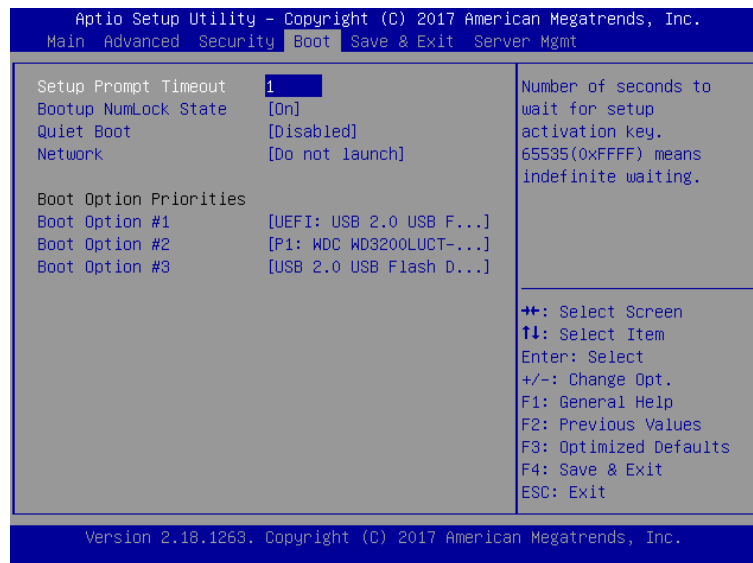 Aptio Setup Utility – Copyright (C) 2017 American Megatrends, Inc.
Main Advanced Security Boot Save & Exit Server Mgmt
Setup Prompt Timeout 1
Bootup NumLock State [On]
Quiet Boot [Disabled]
Network [Do not launch]
Boot Option Priorities
Boot Option #1 [UEFI: USB 2.0 USB F...]
Boot Option #2 [P1: WDC WD3200LUCT-...]
Boot Option #3 [USB 2.0 USB Flash D...]
Number of seconds to
wait for setup
activation key.
65535(0xFFFF) means
indefinite waiting.
→←: Select Screen
↑↓: Select Item
Enter: Select
+/-: Change Opt.
F1: General Help
F2: Previous Values
F3: Optimized Defaults
F4: Save & Exit
ESC: Exit
Version 2.18.1263. Copyright (C) 2017 American Megatrends, Inc.